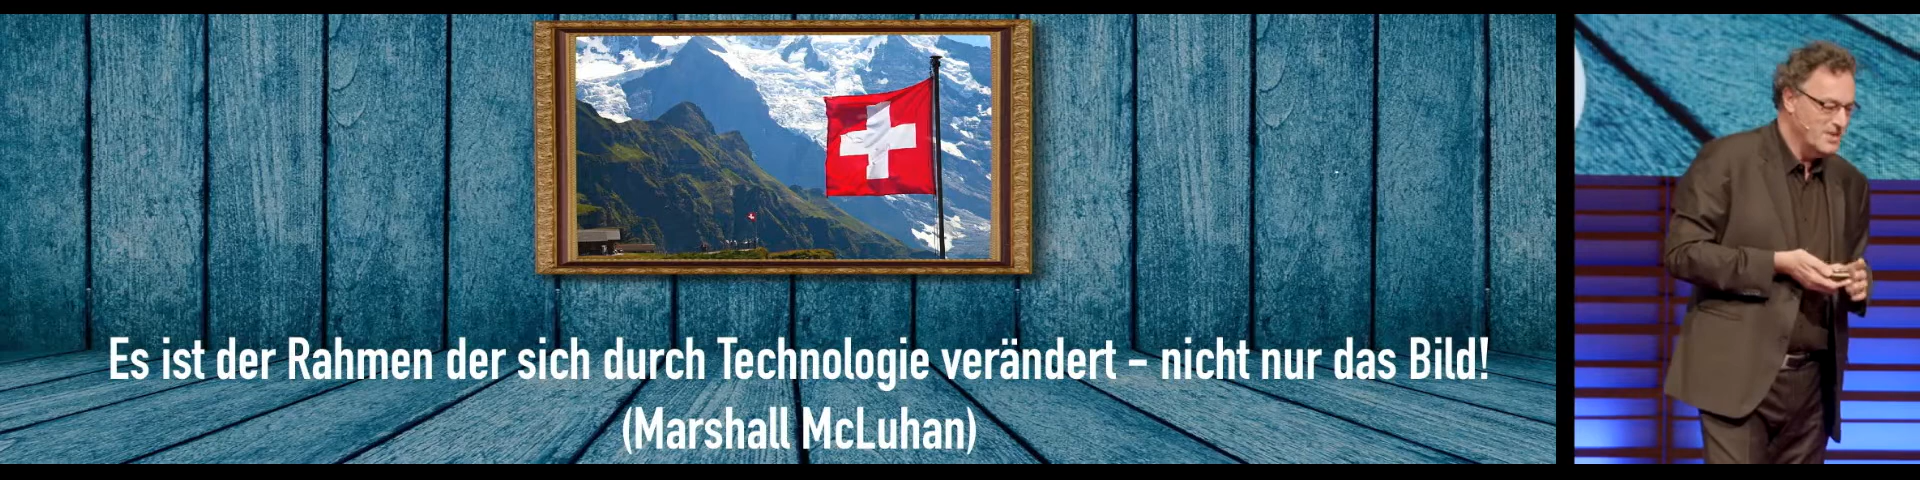 Es ist der Rahmen der sich durch Technologie verändert – nicht nur das Bild!
(Marshall McLuhan)